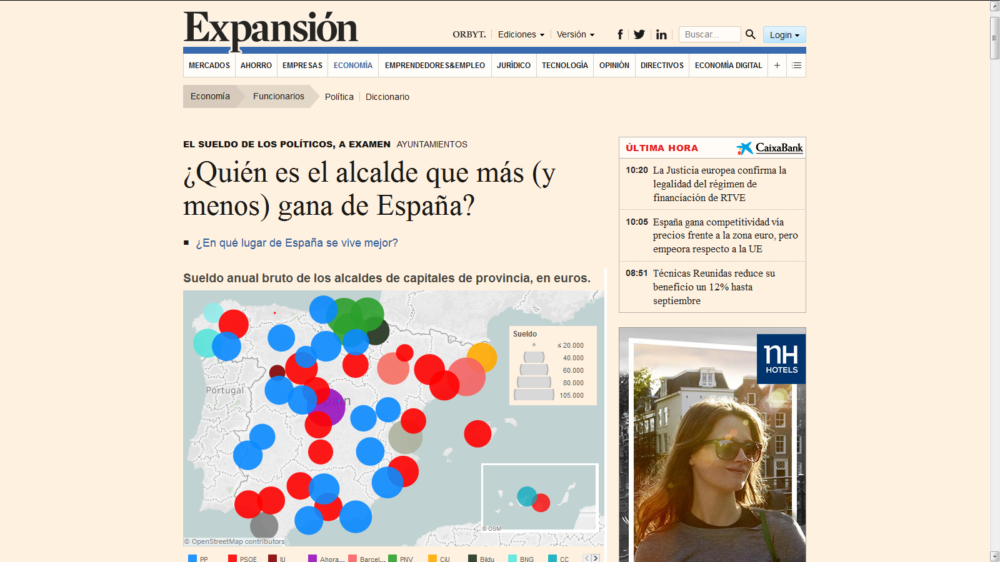 Expansión
ORBYT.
Ediciones
Versión
Buscar...
Login
MERCADOS
AHORRO
EMPRESAS
ECONOMÍA
EMPRENDEDORES&EMPLEO
JURÍDICO
TECNOLOGÍA
OPINIÓN
DIRECTIVOS
ECONOMÍA DIGITAL
+
Economía
Funcionarios
Política
Diccionario
EL SUELDO DE LOS POLÍTICOS, A EXAMEN AYUNTAMIENTOS
¿Quién es el alcalde que más (y
menos) gana de España?
¿En qué lugar de España se vive mejor?
Sueldo anual bruto de los alcaldes de capitales de provincia, en euros.
Sueldo
≤ 20.000
40.000
60.000
80.000
105.000
Portugal
© OSM
© OpenStreetMap contributors
PP
PSOE
IU
Ahora...
Barcel...
PNV
CiU
Bildu
BNG
CC
ÚLTIMA HORA
CaixaBank
10:20 La Justicia europea confirma la
legalidad del régimen de
financiación de RTVE
10:05 España gana competitividad vía
precios frente a la zona euro, pero
empeora respecto a la UE
08:51 Técnicas Reunidas reduce su
beneficio un 12% hasta
septiembre
nH
HOTELS